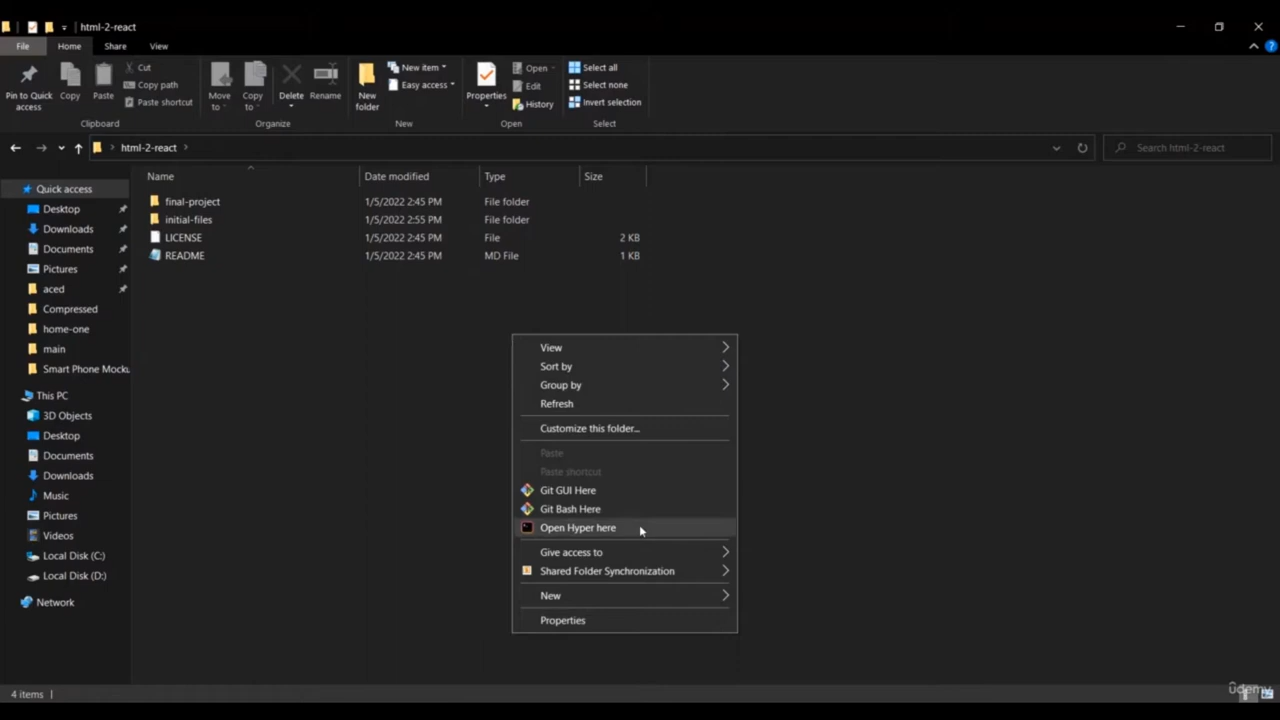 html-2-react
File Home Share View
Pin to Quick access
Copy
Paste
Cut
Copy path
Paste shortcut
Clipboard
Move to
Copy to
Delete
Rename
Organize
New folder
New item
Easy access
New
Properties
Open
Edit
History
Open
Select all
Select none
Invert selection
Select
html-2-react
Search html-2-react
Name Date modified Type Size
final-project 1/5/2022 2:45 PM File folder
initial-files 1/5/2022 2:55 PM File folder
LICENSE 1/5/2022 2:45 PM File 2 KB
README 1/5/2022 2:45 PM MD File 1 KB
Quick access
Desktop
Downloads
Documents
Pictures
aced
Compressed
home-one
main
Smart Phone Mocku
This PC
3D Objects
Desktop
Documents
Downloads
Music
Pictures
Videos
Local Disk (C:)
Local Disk (D:)
Network
View
Sort by
Group by
Refresh
Customize this folder...
Paste
Paste shortcut
Git GUI Here
Git Bash Here
Open Hyper here
Give access to
Shared Folder Synchronization
New
Properties
4 items
udemy